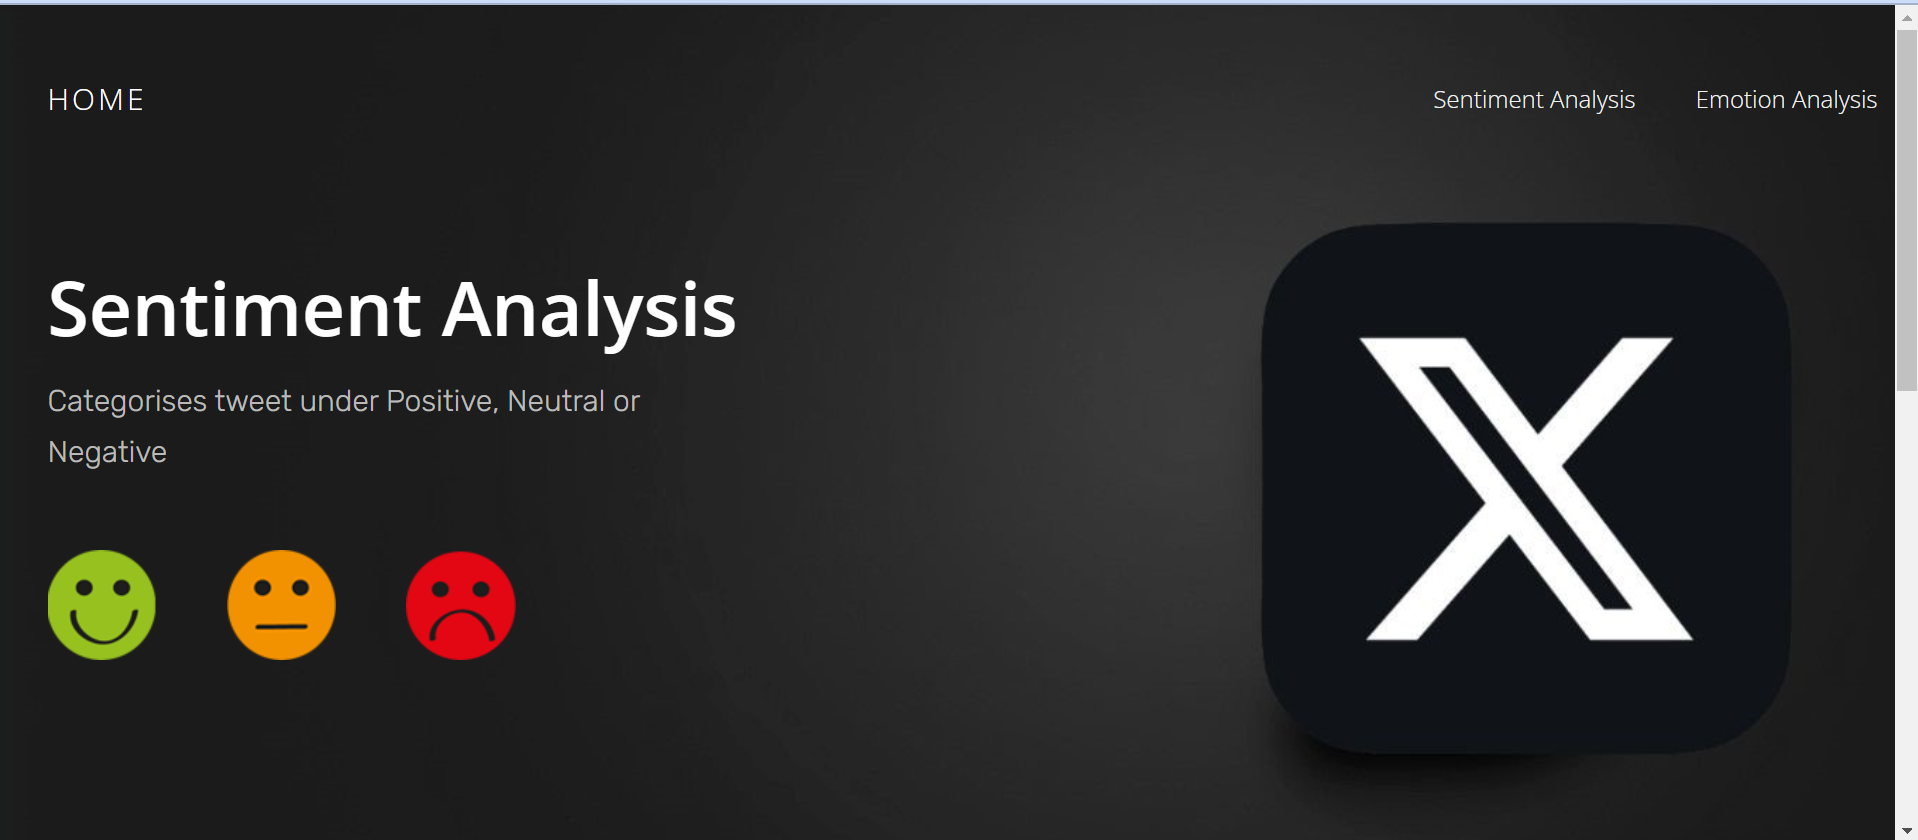 HOME
Sentiment Analysis
Emotion Analysis
Sentiment Analysis
Categorises tweet under Positive, Neutral or
Negative
X